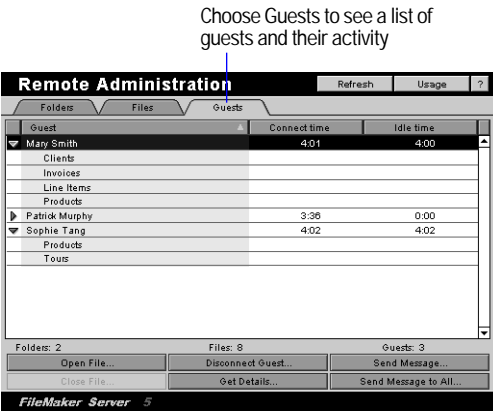 Choose Guests to see a list of
guests and their activity
Remote Administration Refresh Usage ?
Folders Files Guests
Guest Connect time Idle time
Mary Smith 4:01 4:00
Clients
Invoices
Line Items
Products
Patrick Murphy 3:36 0:00
Sophie Tang 4:02 4:02
Products
Tours
Folders: 2 Files: 8 Guests: 3
Open File... Disconnect Guest... Send Message...
Close File... Get Details... Send Message to All...
FileMaker Server 5